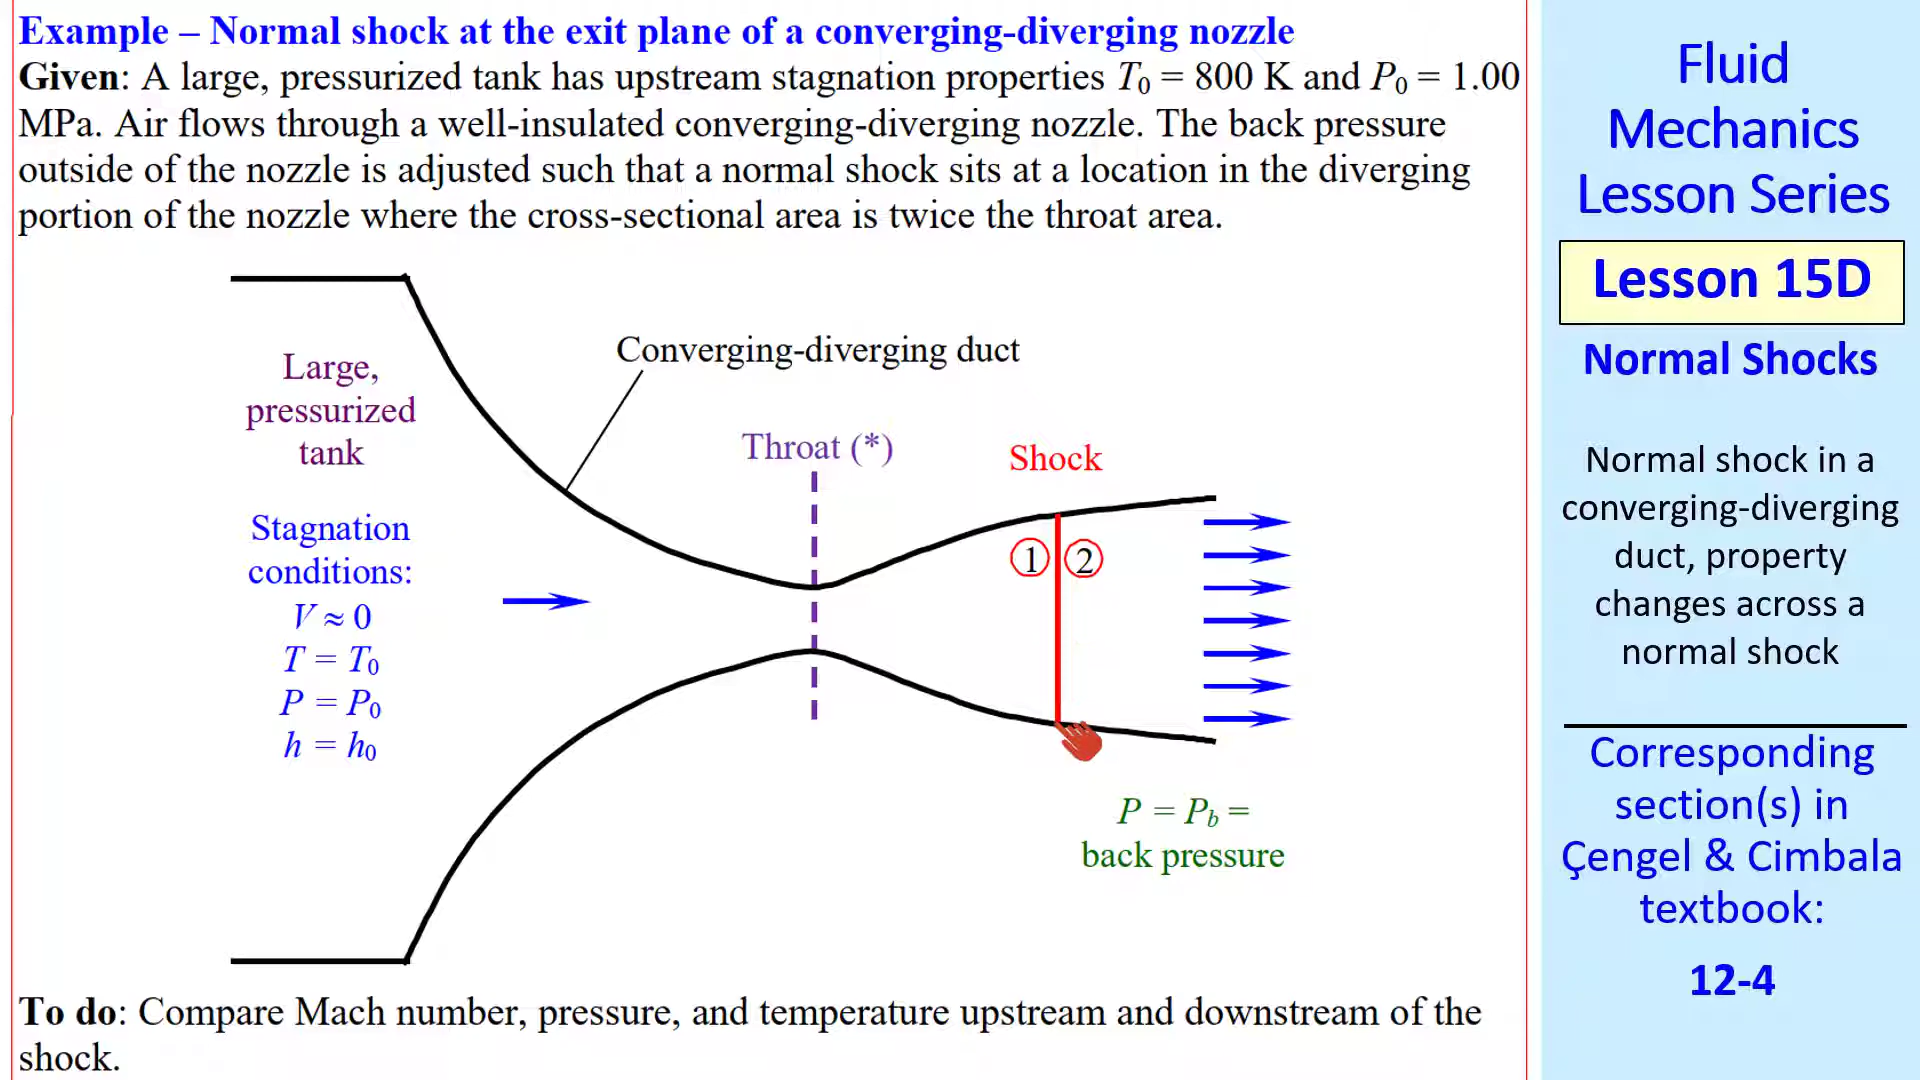 Example – Normal shock at the exit plane of a converging-diverging nozzle
Given: A large, pressurized tank has upstream stagnation properties T₀ = 800 K and P₀ = 1.00
MPa. Air flows through a well-insulated converging-diverging nozzle. The back pressure
outside of the nozzle is adjusted such that a normal shock sits at a location in the diverging
portion of the nozzle where the cross-sectional area is twice the throat area.
Converging-diverging duct
Large,
pressurized
tank
Throat (*)
Shock
Stagnation
conditions:
V ≈ 0
T = T₀
P = P₀
h = h₀
① ②
P = P_b =
back pressure
To do: Compare Mach number, pressure, and temperature upstream and downstream of the
shock.
Fluid
Mechanics
Lesson Series
Lesson 15D
Normal Shocks
Normal shock in a
converging-diverging
duct, property
changes across a
normal shock
Corresponding
section(s) in
Çengel & Cimbala
textbook:
12-4